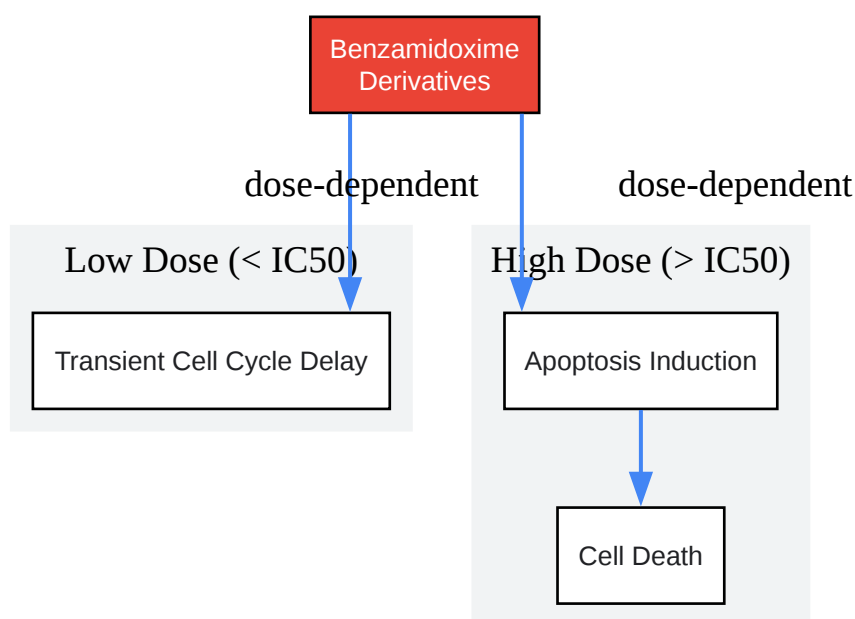 Benzamidoxime
Derivatives
dose-dependent
dose-dependent
Low Dose (< IC50)
High Dose (> IC50)
Transient Cell Cycle Delay
Apoptosis Induction
Cell Death